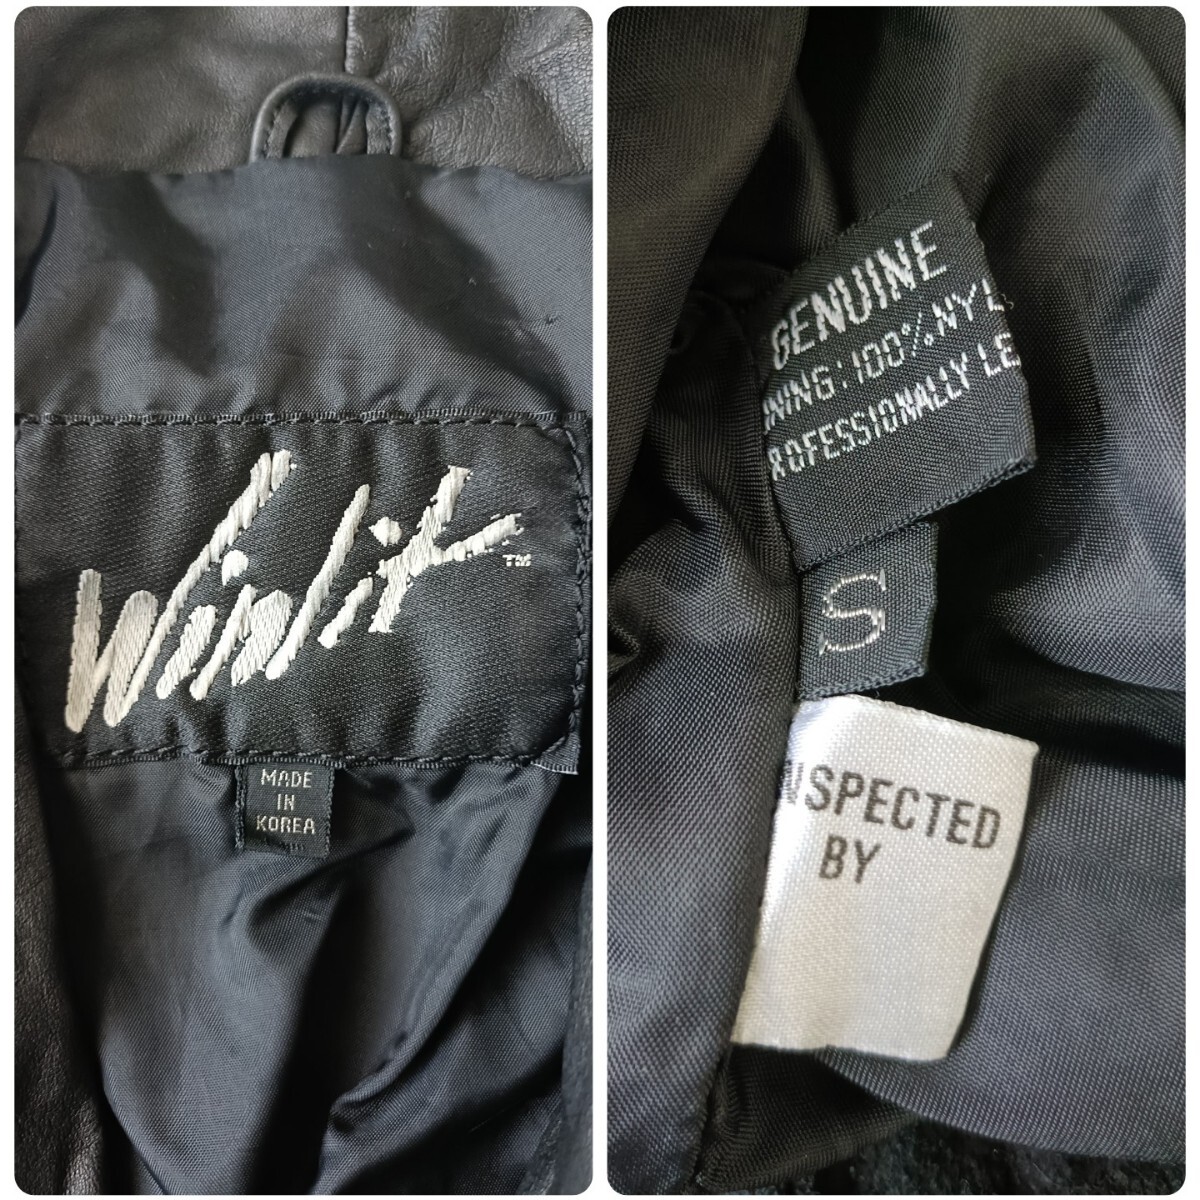 Winlit
TM
MADE
IN
KOREA
GENUINE
INING: 100% NYL
ROFESSIONALLY LE
S
NSPECTED
BY